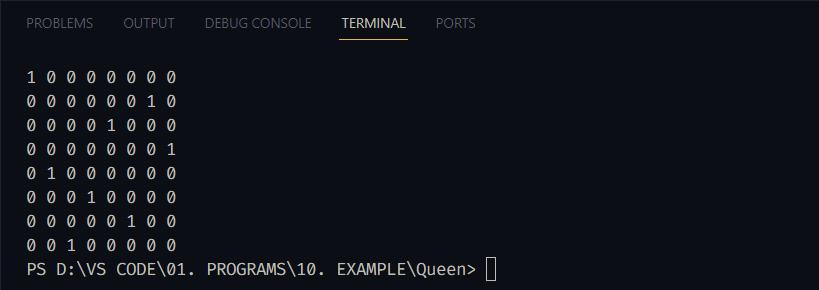 PROBLEMS OUTPUT DEBUG CONSOLE TERMINAL PORTS
1 0 0 0 0 0 0 0
0 0 0 0 0 0 1 0
0 0 0 0 1 0 0 0
0 0 0 0 0 0 0 1
0 1 0 0 0 0 0 0
0 0 0 1 0 0 0 0
0 0 0 0 0 1 0 0
0 0 1 0 0 0 0 0
PS D:\VS CODE\01. PROGRAMS\10. EXAMPLE\Queen>